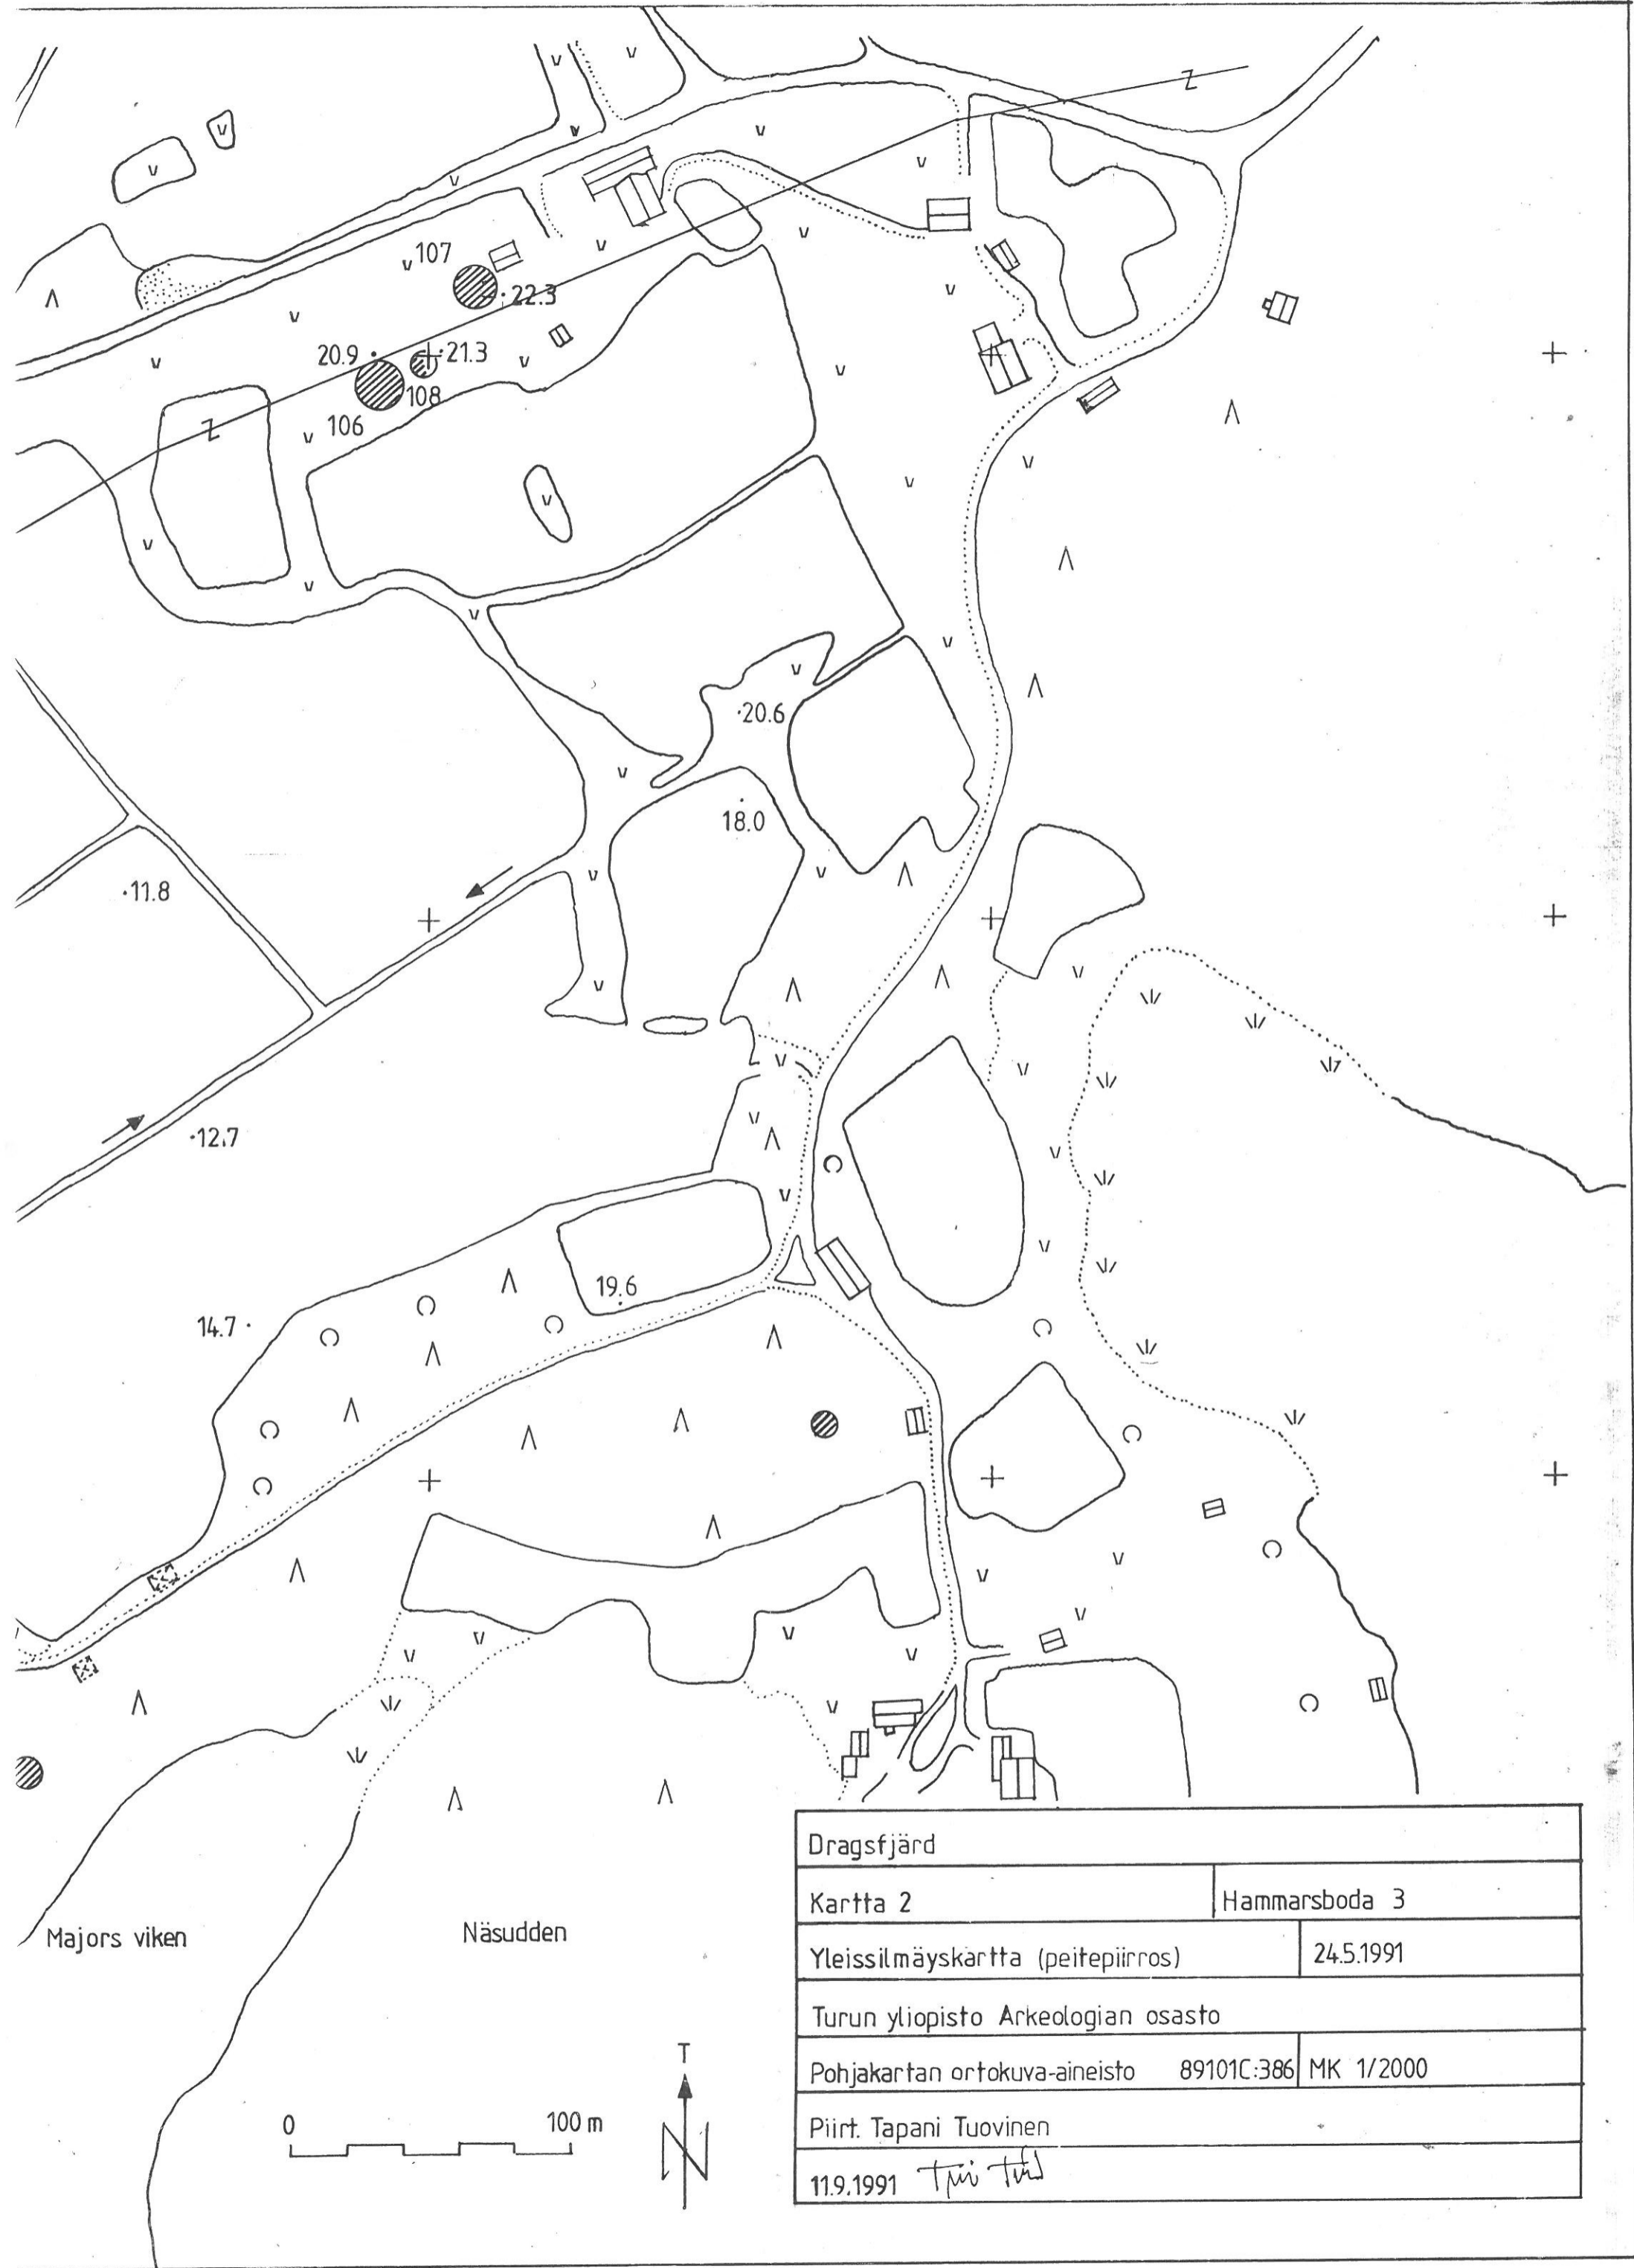 107
22.3
20.9
21.3
108
106
20.6
18.0
11.8
12.7
19.6
14.7
Majors viken
Näsudden
0 100 m
T
N
Dragsfjärd
Kartta 2 Hammarsboda 3
Yleissilmäyskartta (peitepiirros) 24.5.1991
Turun yliopisto Arkeologian osasto
Pohjakartan ortokuva-aineisto 89101C:386 MK 1/2000
Piirt. Tapani Tuovinen
11.9.1991